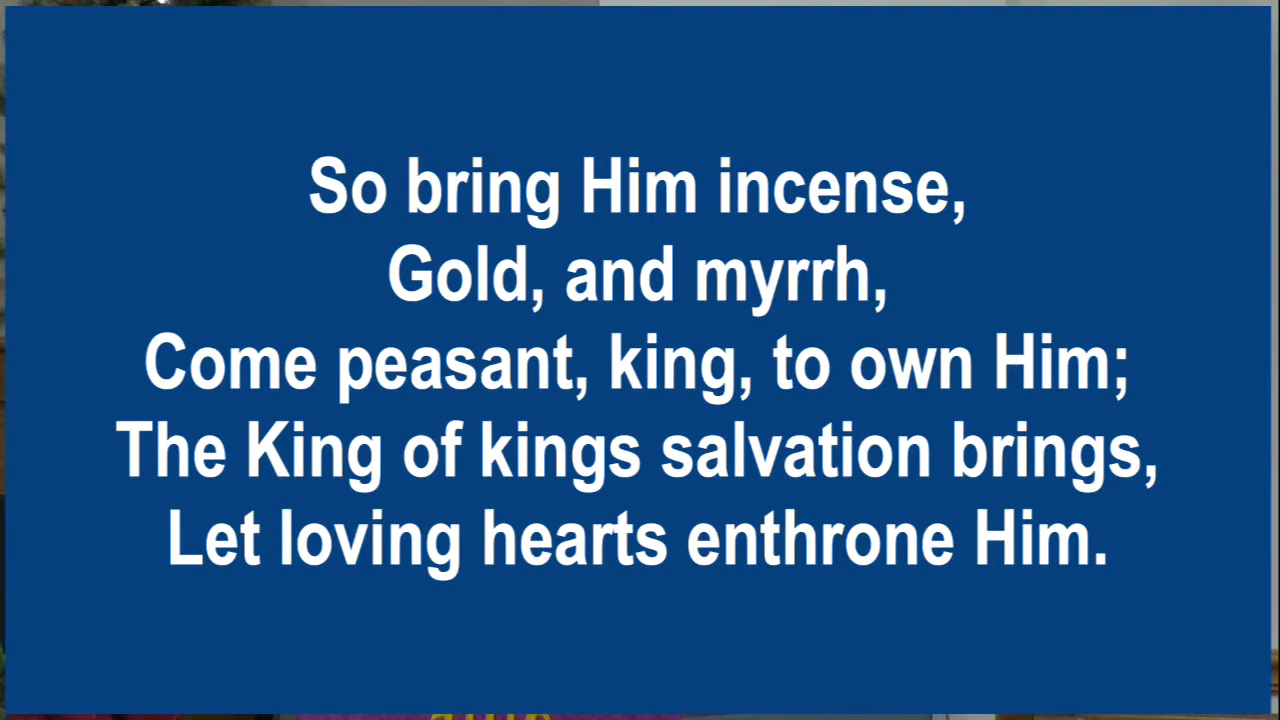 So bring Him incense,
Gold, and myrrh,
Come peasant, king, to own Him;
The King of kings salvation brings,
Let loving hearts enthrone Him.